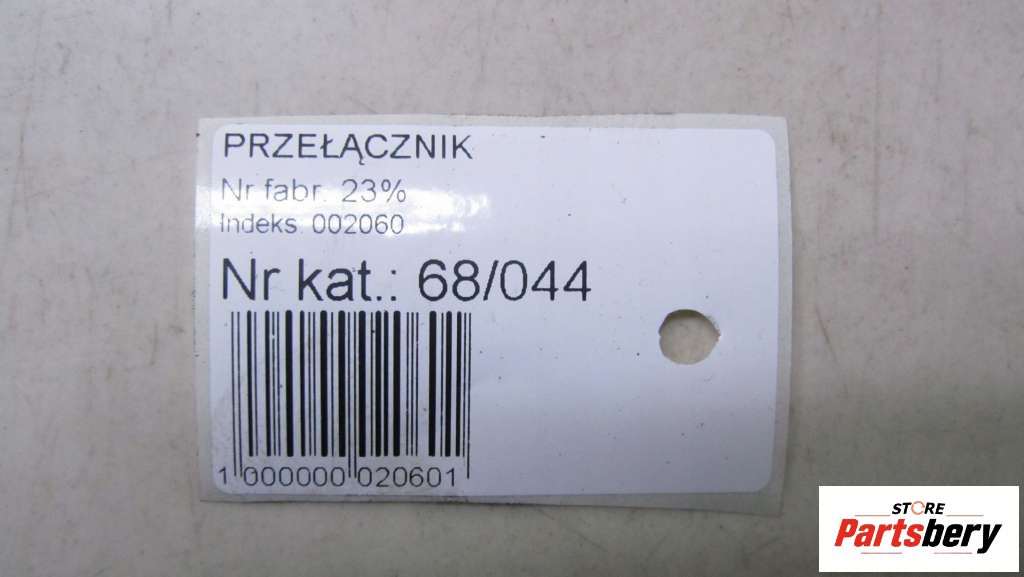 PRZEŁĄCZNIK
Nr fabr. 23%
Indeks 002060
Nr kat.: 68/044
1 000000 020601
STORE
Partsbery